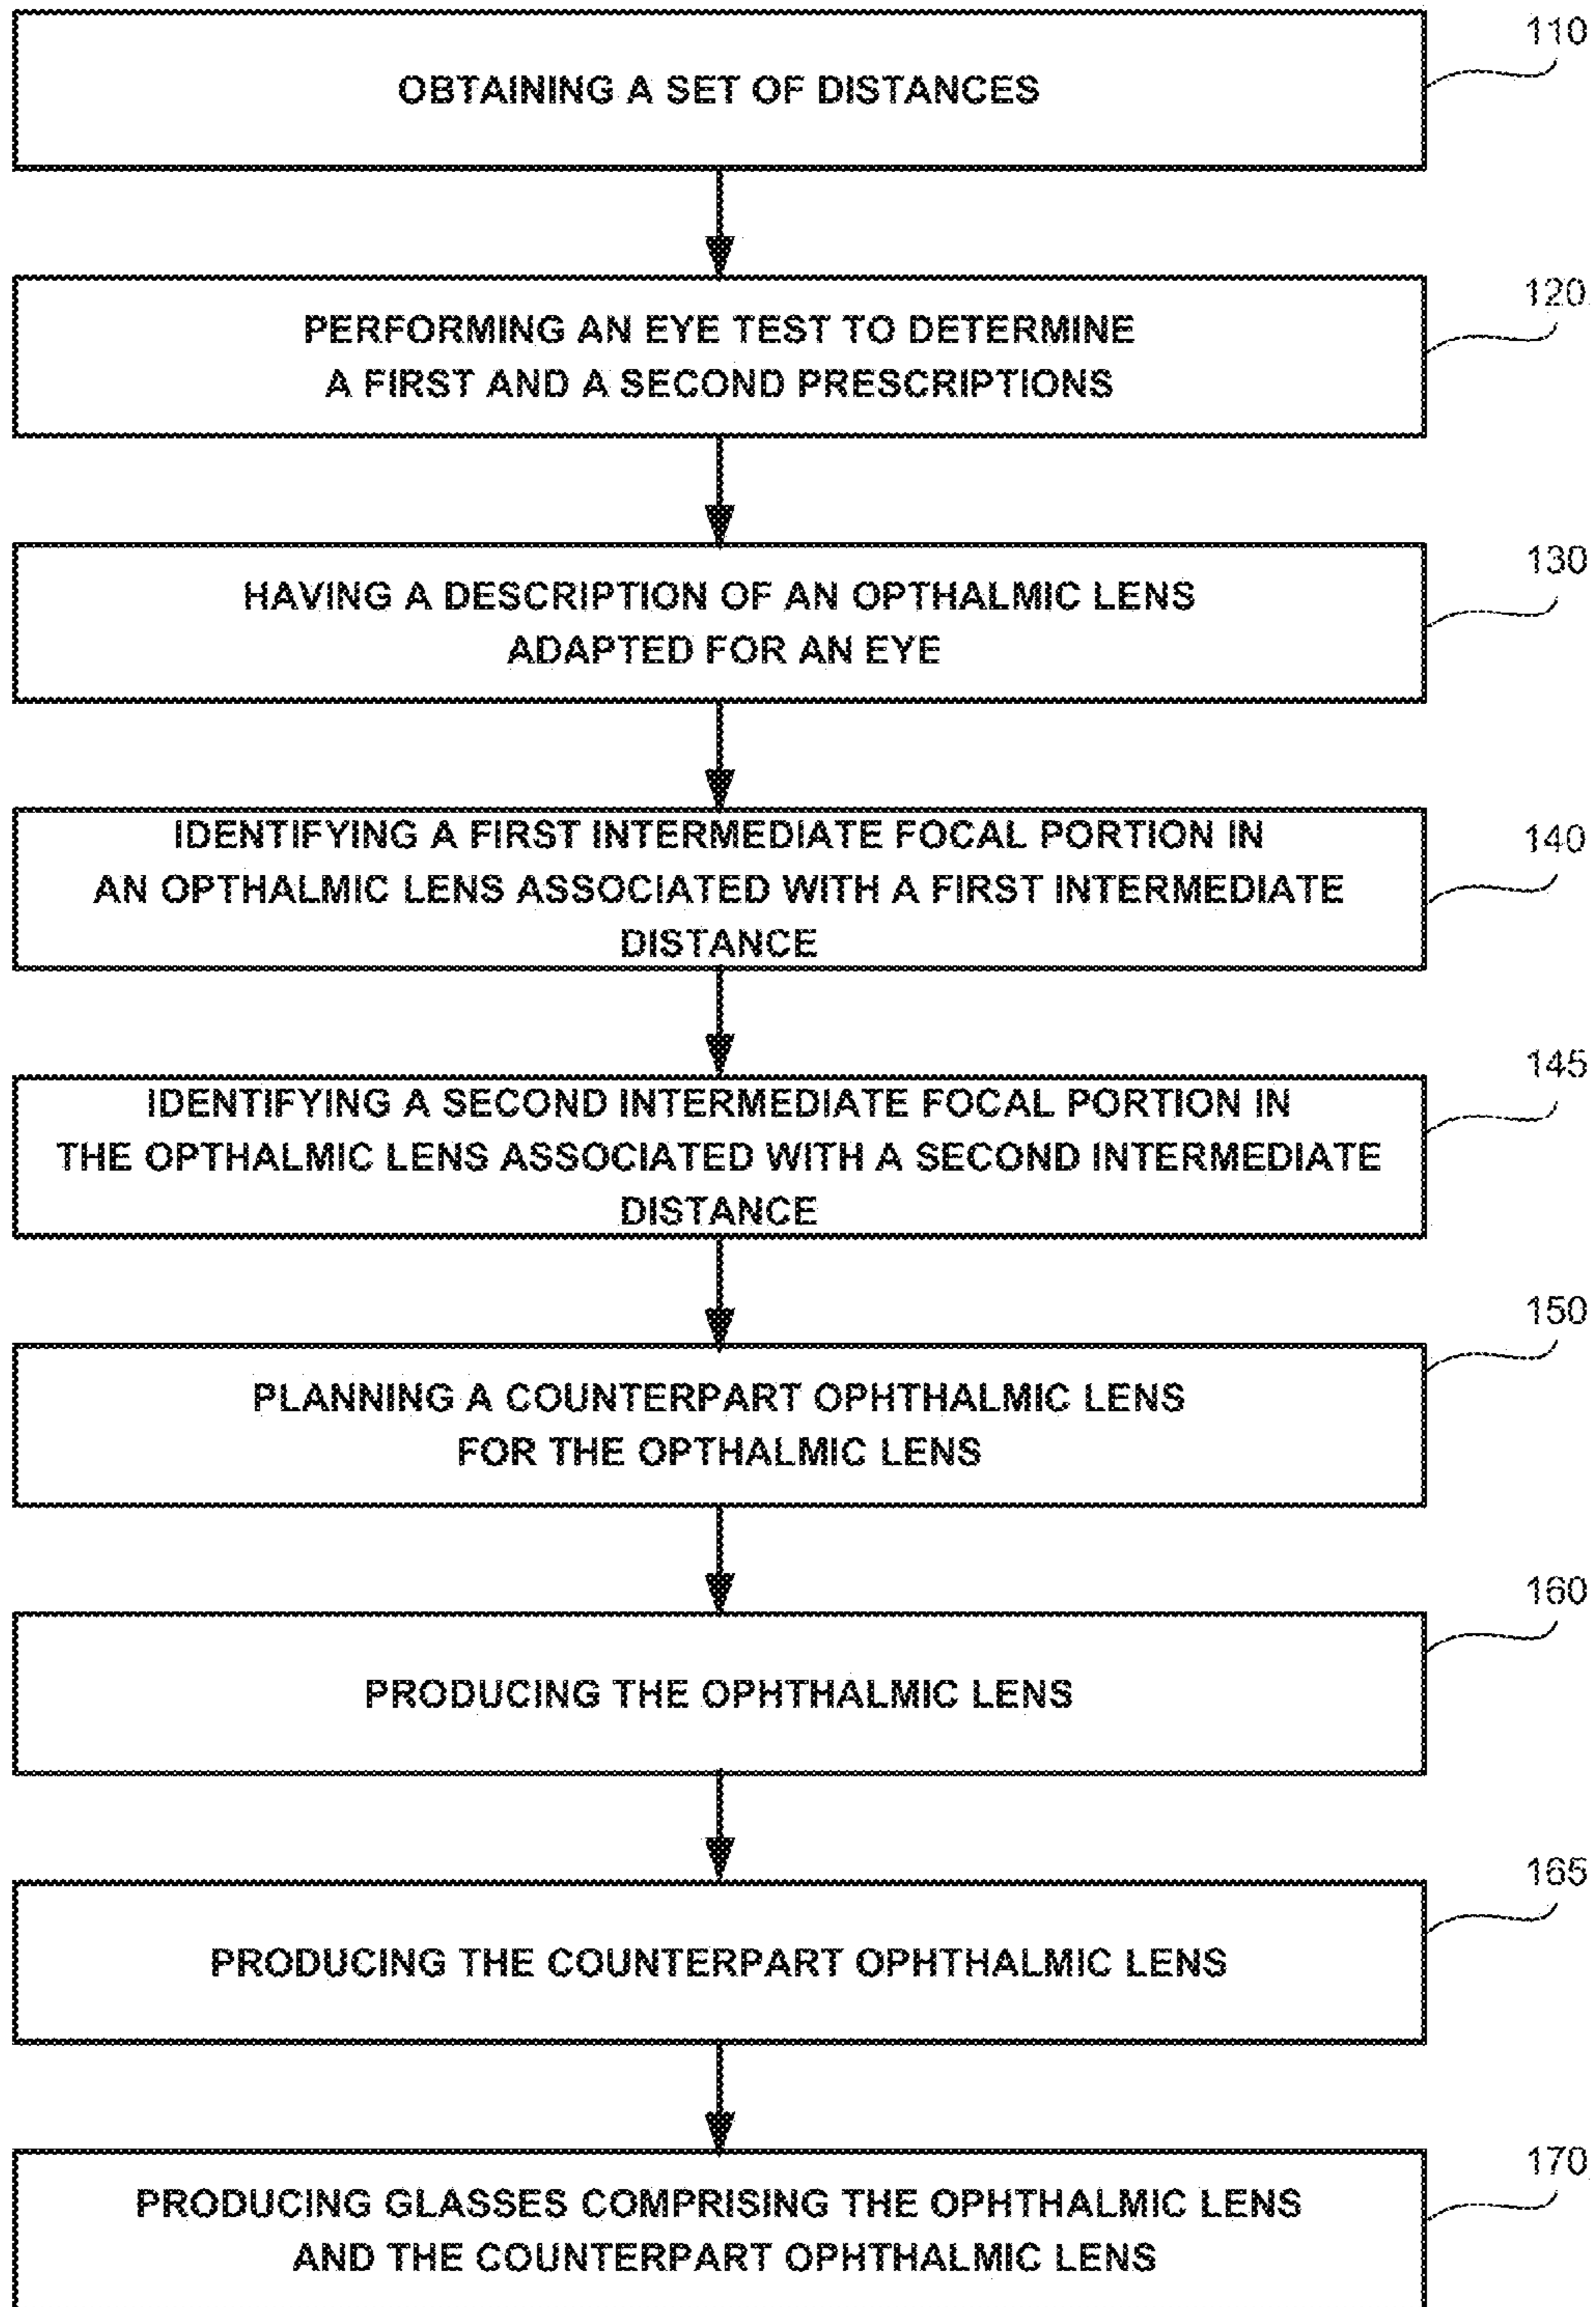 110
OBTAINING A SET OF DISTANCES
120
PERFORMING AN EYE TEST TO DETERMINE
A FIRST AND A SECOND PRESCRIPTIONS
130
HAVING A DESCRIPTION OF AN OPTHALMIC LENS
ADAPTED FOR AN EYE
140
IDENTIFYING A FIRST INTERMEDIATE FOCAL PORTION IN
AN OPTHALMIC LENS ASSOCIATED WITH A FIRST INTERMEDIATE
DISTANCE
145
IDENTIFYING A SECOND INTERMEDIATE FOCAL PORTION IN
THE OPTHALMIC LENS ASSOCIATED WITH A SECOND INTERMEDIATE
DISTANCE
150
PLANNING A COUNTERPART OPHTHALMIC LENS
FOR THE OPTHALMIC LENS
160
PRODUCING THE OPHTHALMIC LENS
165
PRODUCING THE COUNTERPART OPHTHALMIC LENS
170
PRODUCING GLASSES COMPRISING THE OPHTHALMIC LENS
AND THE COUNTERPART OPHTHALMIC LENS